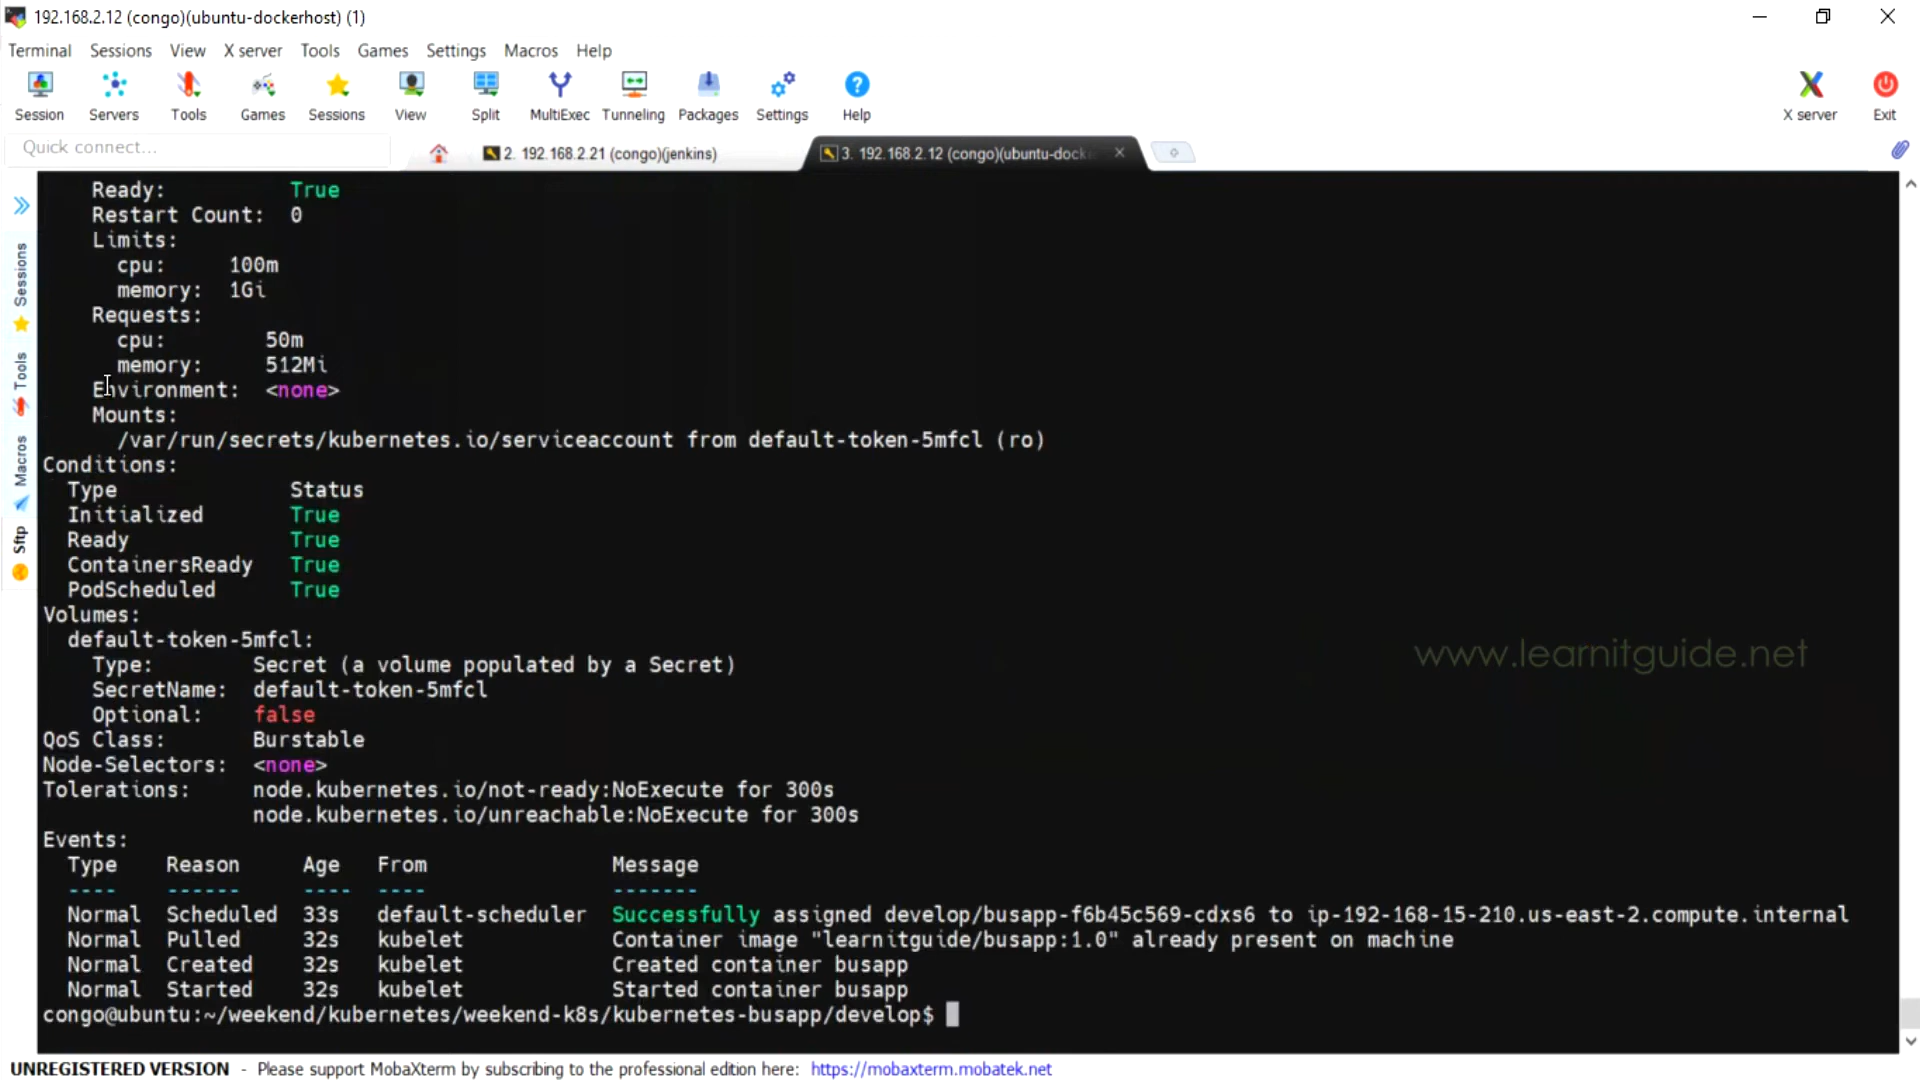 192.168.2.12 (congo)(ubuntu-dockerhost) (1)
Terminal Sessions View X server Tools Games Settings Macros Help
Session Servers Tools Games Sessions View Split MultiExec Tunneling Packages Settings Help X server Exit
Quick connect...
2. 192.168.2.21 (congo)(jenkins)
3. 192.168.2.12 (congo)(ubuntu-docke
Sessions
Tools
Macros
Sftp
Ready: True
Restart Count: 0
Limits:
cpu: 100m
memory: 1Gi
Requests:
cpu: 50m
memory: 512Mi
Environment: <none>
Mounts:
/var/run/secrets/kubernetes.io/serviceaccount from default-token-5mfcl (ro)
Conditions:
Type Status
Initialized True
Ready True
ContainersReady True
PodScheduled True
Volumes:
default-token-5mfcl:
Type: Secret (a volume populated by a Secret)
SecretName: default-token-5mfcl
Optional: false
QoS Class: Burstable
Node-Selectors: <none>
Tolerations: node.kubernetes.io/not-ready:NoExecute for 300s
node.kubernetes.io/unreachable:NoExecute for 300s
Events:
Type Reason Age From Message
---- ------ ---- ---- -------
Normal Scheduled 33s default-scheduler Successfully assigned develop/busapp-f6b45c569-cdxs6 to ip-192-168-15-210.us-east-2.compute.internal
Normal Pulled 32s kubelet Container image "learnitguide/busapp:1.0" already present on machine
Normal Created 32s kubelet Created container busapp
Normal Started 32s kubelet Started container busapp
congo@ubuntu:~/weekend/kubernetes/weekend-k8s/kubernetes-busapp/develop$
www.learnitguide.net
UNREGISTERED VERSION - Please support MobaXterm by subscribing to the professional edition here: https://mobaxterm.mobatek.net